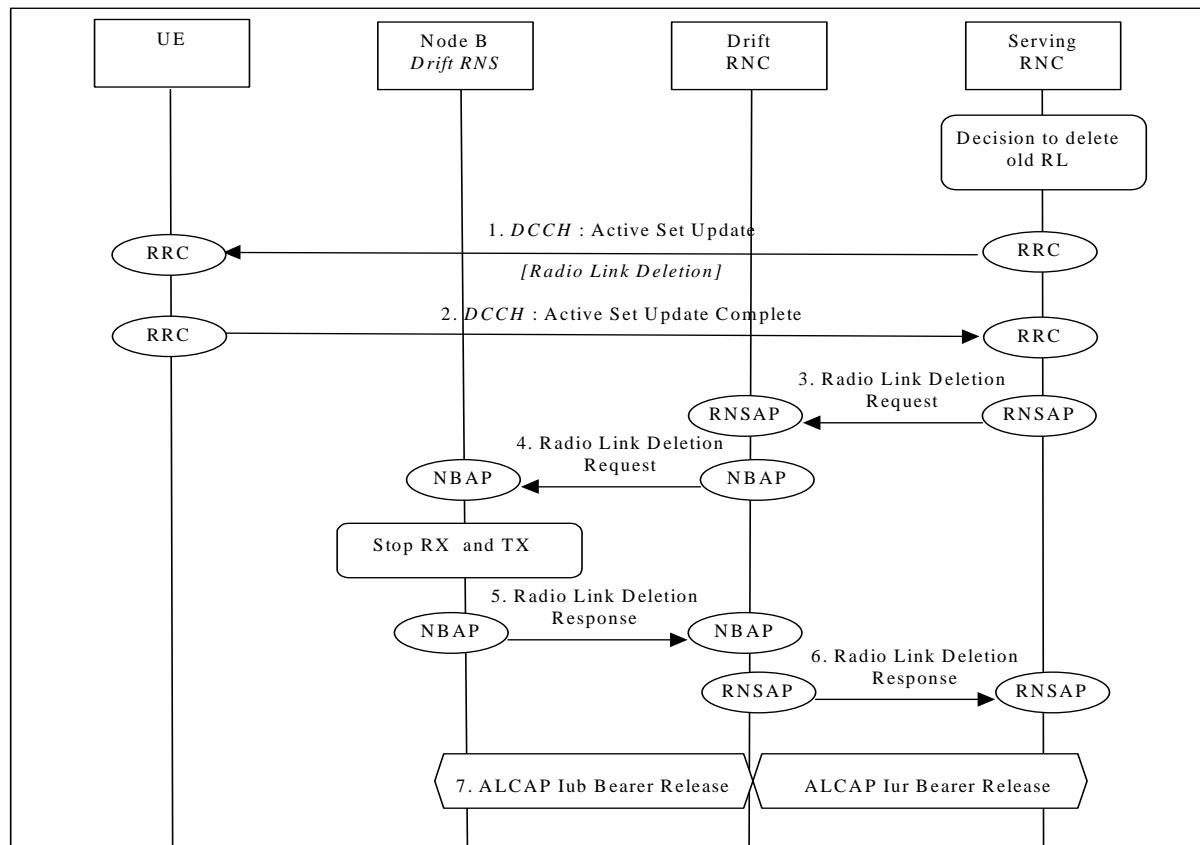 UE
Node B
Drift RNS
Drift
RNC
Serving
RNC
Decision to delete
old RL
1. DCCH : Active Set Update
RRC
RRC
[Radio Link Deletion]
2. DCCH : Active Set Update Complete
RRC
RRC
3. Radio Link Deletion
Request
RNSAP
RNSAP
4. Radio Link Deletion
Request
NBAP
NBAP
Stop RX and TX
5. Radio Link Deletion
Response
NBAP
NBAP
6. Radio Link Deletion
Response
RNSAP
RNSAP
7. ALCAP Iub Bearer Release
ALCAP Iur Bearer Release